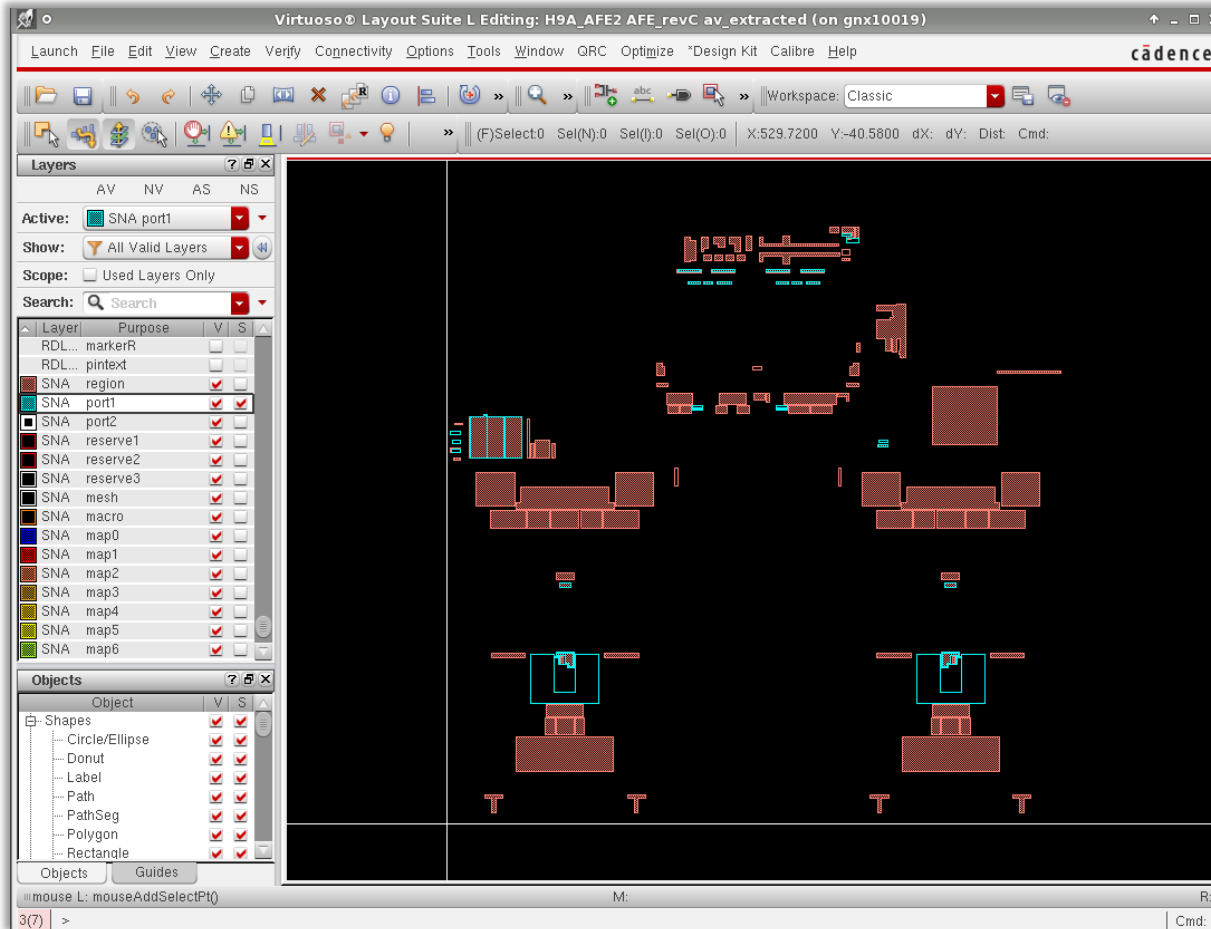 Virtuoso® Layout Suite L Editing: H9A_AFE2 AFE_revC av_extracted (on gnx10019)
Launch File Edit View Create Verify Connectivity Options Tools Window QRC Optimize *Design Kit Calibre Help
cādence
abc
R
Workspace: Classic
(F)Select:0 Sel(N):0 Sel(I):0 Sel(O):0 X:529.7200 Y:-40.5800 dX: dY: Dist: Cmd:
Layers
AV NV AS NS
Active: SNA port1
Show: All Valid Layers
Scope: Used Layers Only
Search: Search
Layer Purpose V S
RDL... markerR
RDL... pintext
SNA region
SNA port1
SNA port2
SNA reserve1
SNA reserve2
SNA reserve3
SNA mesh
SNA macro
SNA map0
SNA map1
SNA map2
SNA map3
SNA map4
SNA map5
SNA map6
Objects
Object V S
Shapes
Circle/Ellipse
Donut
Label
Path
PathSeg
Polygon
Rectangle
Objects Guides
mouse L: mouseAddSelectPt() M: R:
3(7) > Cmd: